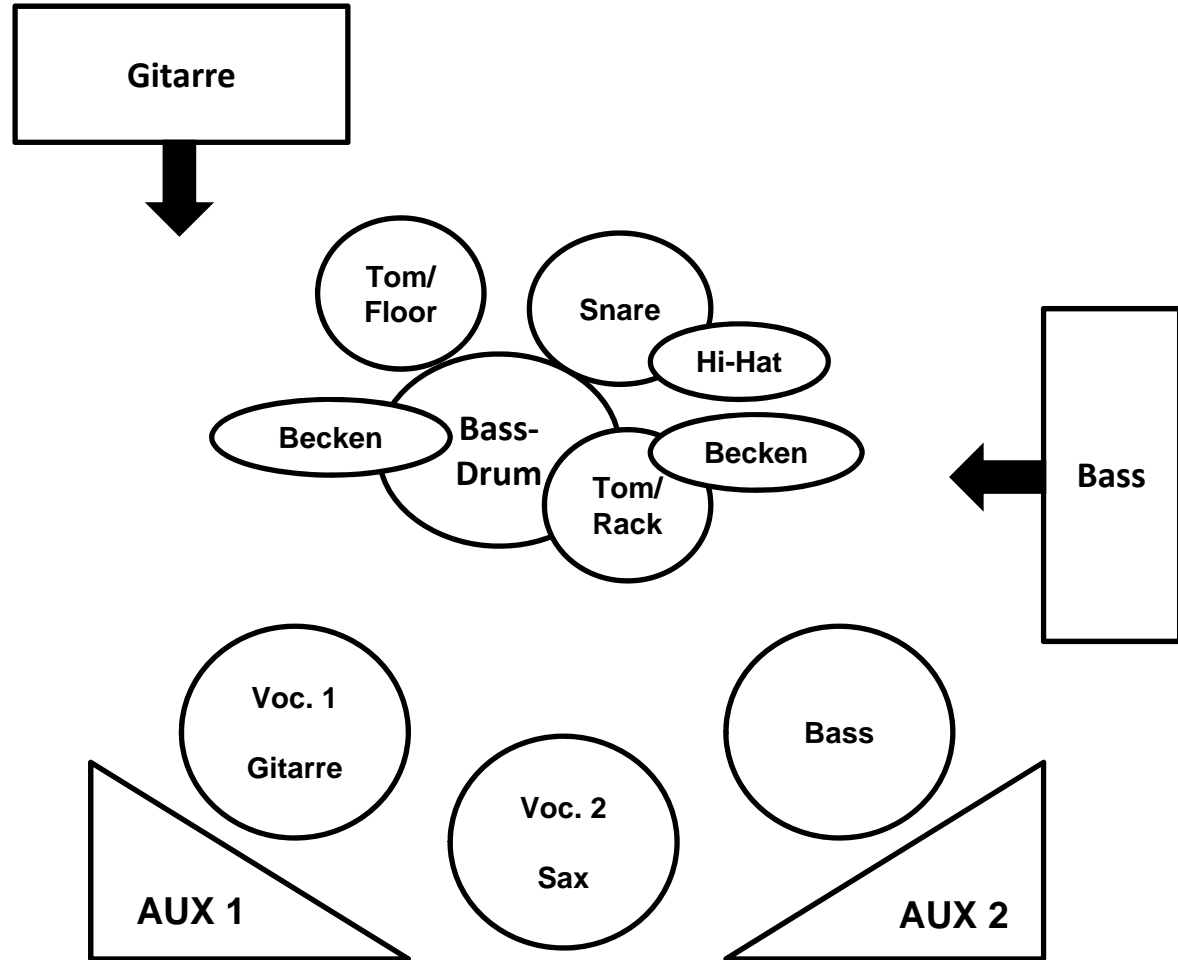 Gitarre
Tom/
Floor
Snare
Hi-Hat
Becken
Bass-
Drum
Becken
Tom/
Rack
Bass
Voc. 1
Gitarre
Voc. 2
Sax
Bass
AUX 1
AUX 2